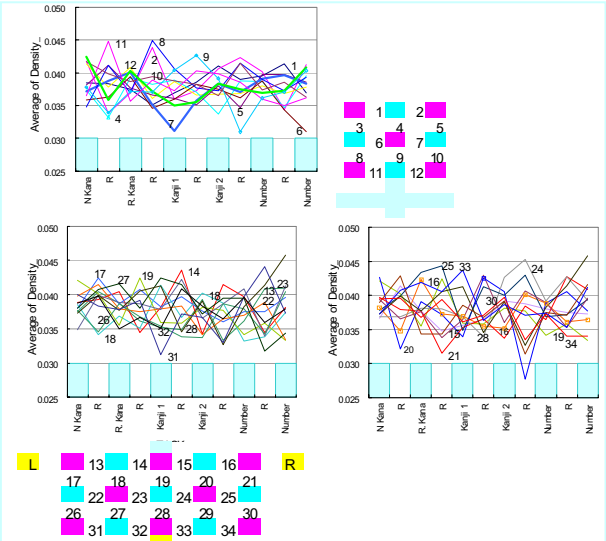 0.050
0.045
0.040
0.035
0.030
0.025
Average of Density_
11
8
12
2
10
9
1
4
7
5
6
N Kana
R
R. Kana
R
Kanji 1
R
Kanji 2
R
Number
R
Number
1 2
3 4 5
6 7
8 9 10
11 12
0.050
0.045
0.040
0.035
0.030
0.025
Average of Density_
17
27
24
14
13
23
22
18
26
18
32
28
31
N Kana
R
R. Kana
R
Kanji 1
R
Kanji 2
R
Number
R
Number
0.050
0.045
0.040
0.035
0.030
0.025
Average of Density_
25
33
24
16
30
15
16
20
21
28
19
34
N Kana
R
R. Kana
R
Kanji 1
R
Kanji 2
R
Number
R
Number
L 13 14 15 16 R
17 18 19 20 21
22 23 24 25
26 27 28 29 30
31 32 33 34